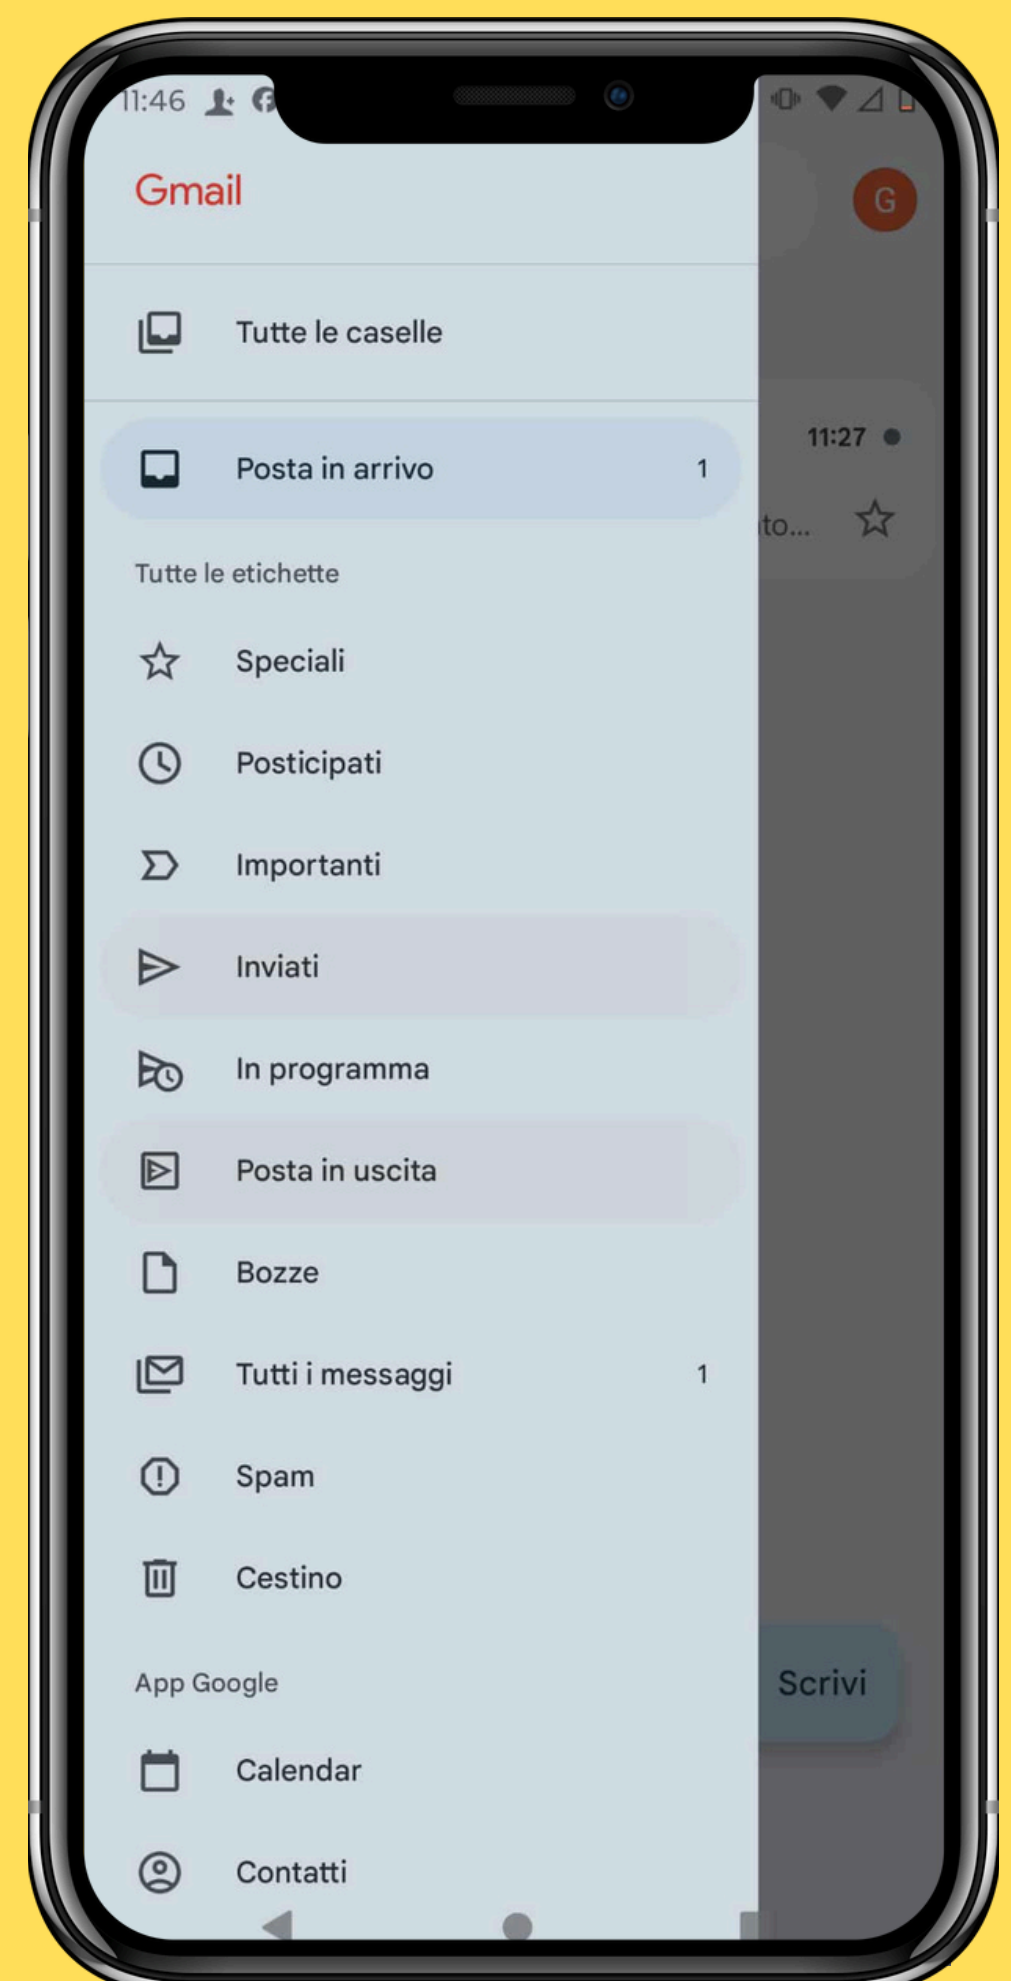 11:46
Gmail
G
Tutte le caselle
11:27
Posta in arrivo 1
to...
Tutte le etichette
Speciali
Posticipati
Importanti
Inviati
In programma
Posta in uscita
Bozze
Tutti i messaggi 1
Spam
Cestino
App Google
Scrivi
Calendar
Contatti